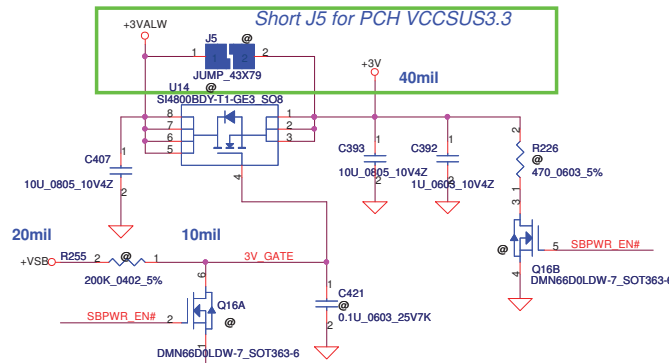 Short J5 for PCH VCCSUS3.3
+3VALW
J5
@
1
2
1
2
JUMP_43X79
+3V
40mil
@
U14
SI4800BDY-T1-GE3_SO8
8
7
6
5
1
2
3
4
C407
1
2
10U_0805_10V4Z
C393
1
2
10U_0805_10V4Z
C392
1
2
1U_0603_10V4Z
2
R226
@
470_0603_5%
1
3
20mil
10mil
+VSB
R255
2
1
@
200K_0402_5%
3V_GATE
@
5
SBPWR_EN#
4
Q16B
DMN66D0LDW-7_SOT363-6
6
Q16A
@
SBPWR_EN#
2
1
DMN66D0LDW-7_SOT363-6
1
C421
@
0.1U_0603_25V7K
2